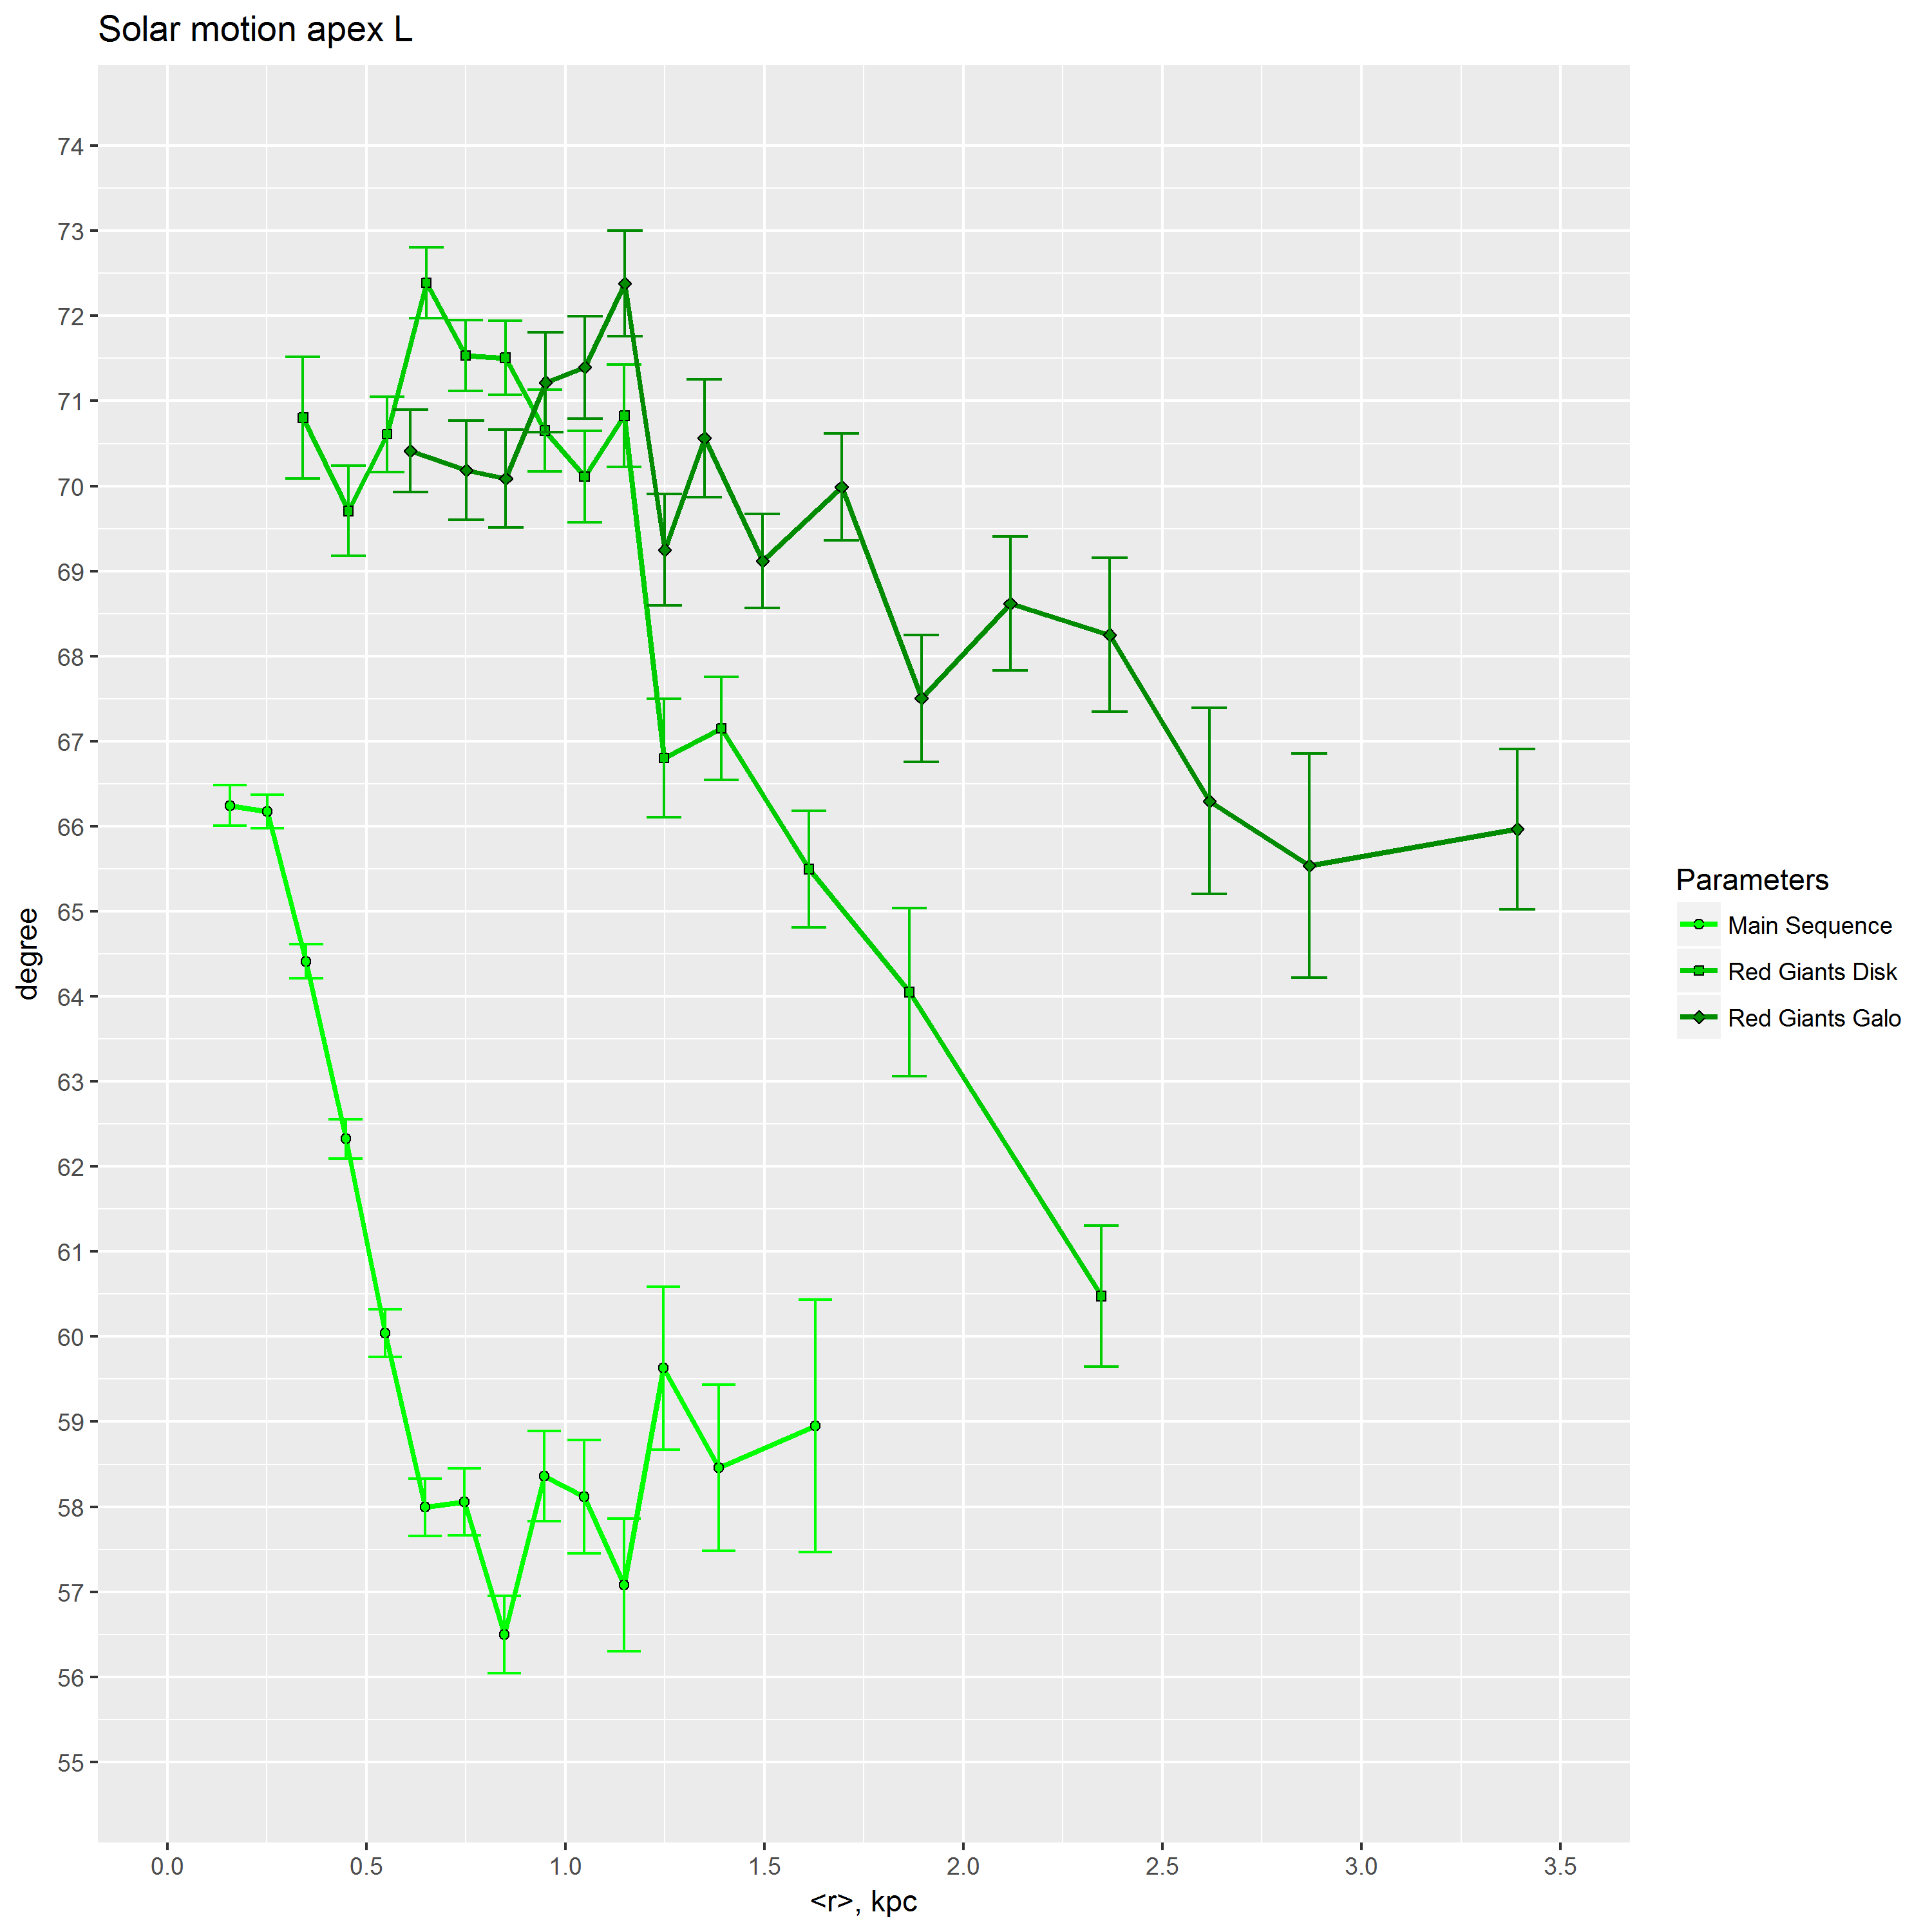 Solar motion apex L
degree
74
73
72
71
70
69
68
67
66
65
64
63
62
61
60
59
58
57
56
55
0.0 0.5 1.0 1.5 2.0 2.5 3.0 3.5
<r>, kpc
Parameters
Main Sequence
Red Giants Disk
Red Giants Galo